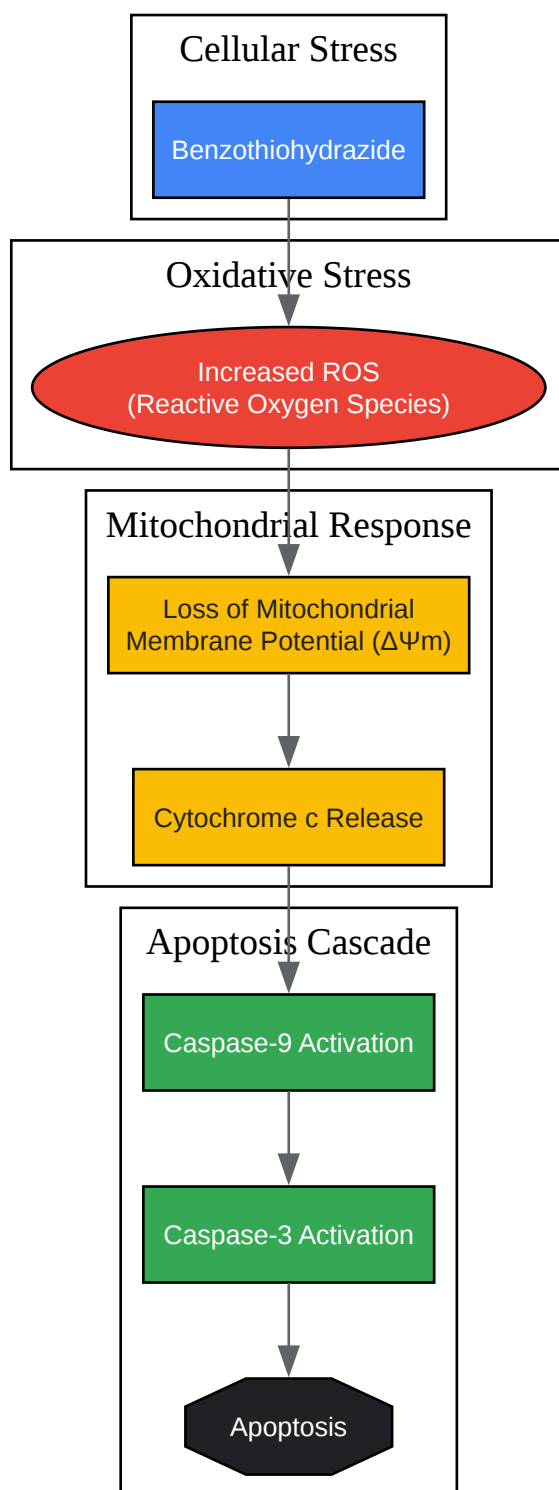 Cellular Stress
Benzothiohydrazide
Oxidative Stress
Increased ROS
(Reactive Oxygen Species)
Mitochondrial Response
Loss of Mitochondrial
Membrane Potential (ΔΨm)
Cytochrome c Release
Apoptosis Cascade
Caspase-9 Activation
Caspase-3 Activation
Apoptosis